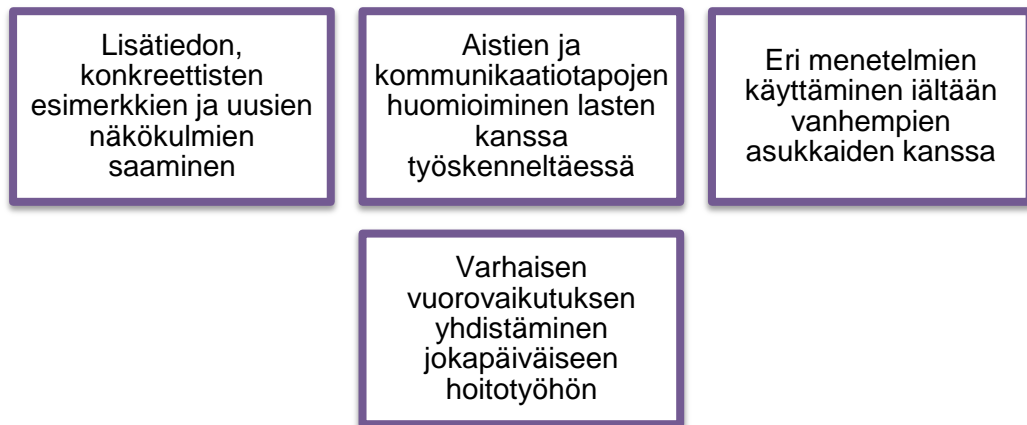 Lisätiedon,
konkreettisten
esimerkkien ja uusien
näkökulmien
saaminen
Aistien ja
kommunikaatiotapojen
huomioiminen lasten
kanssa
työskenneltäessä
Eri menetelmien
käyttäminen iältään
vanhempien
asukkaiden kanssa
Varhaisen
vuorovaikutuksen
yhdistäminen
jokapäiväiseen
hoitotyöhön